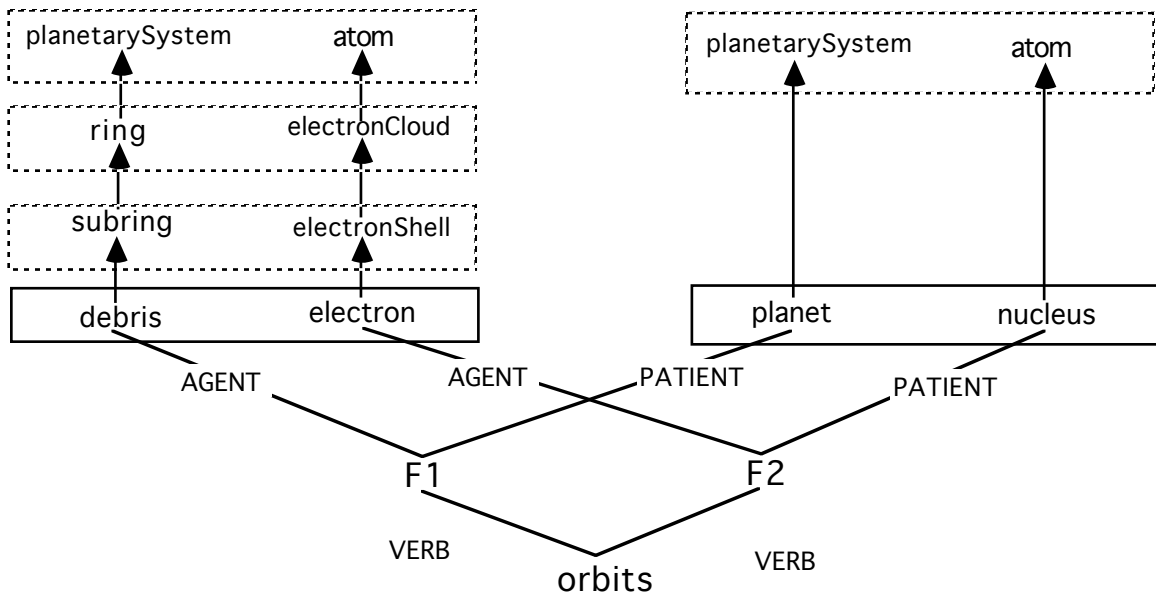 planetarySystem atom planetarySystem atom
ring electronCloud
subring electronShell
debris electron planet nucleus
AGENT AGENT PATIENT PATIENT
F1 F2
VERB VERB
orbits